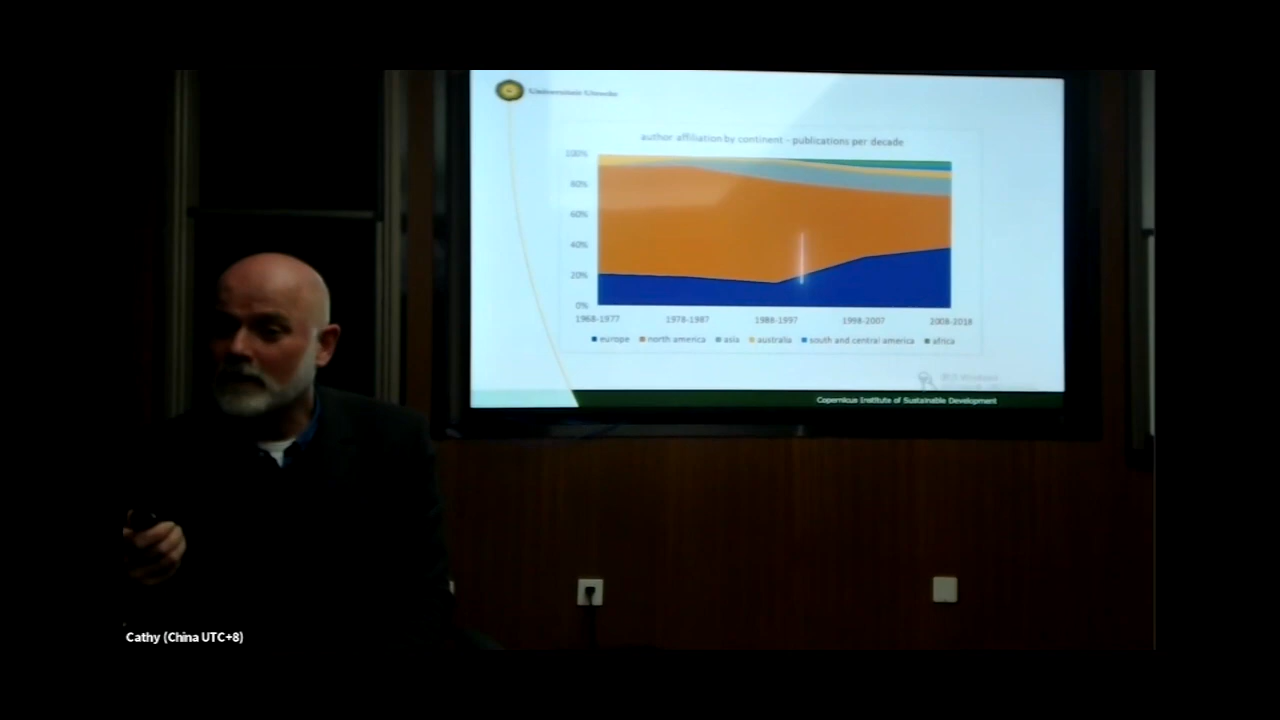 Universiteit Utrecht
author affiliation by continent - publications per decade
100%
80%
60%
40%
20%
0%
1968-1977 1978-1987 1988-1997 1998-2007 2008-2018
europe north america asia australia south and central america africa
Copernicus Institute of Sustainable Development
Cathy (China UTC+8)